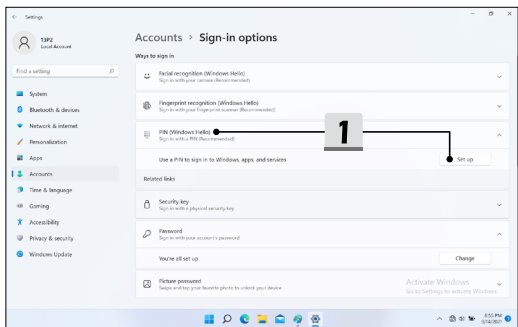 Settings
13P2
Local Account
Find a setting
System
Bluetooth & devices
Network & internet
Personalization
Apps
Accounts
Time & language
Gaming
Accessibility
Privacy & security
Windows Update
Accounts > Sign-in options
Ways to sign in
Facial recognition (Windows Hello)
Sign in with your camera (Recommended)
Fingerprint recognition (Windows Hello)
Sign in with your fingerprint scanner (Recommended)
PIN (Windows Hello)
Sign in with a PIN (Recommended)
1
Use a PIN to sign in to Windows, apps, and services
Set up
Related links
Security key
Sign in with a physical security key
Password
Sign in with your account's password
You're all set up
Change
Picture password
Swipe and tap your favorite photo to unlock your device
Activate Windows
Go to Settings to activate Windows.
6:53 PM
9/14/2021